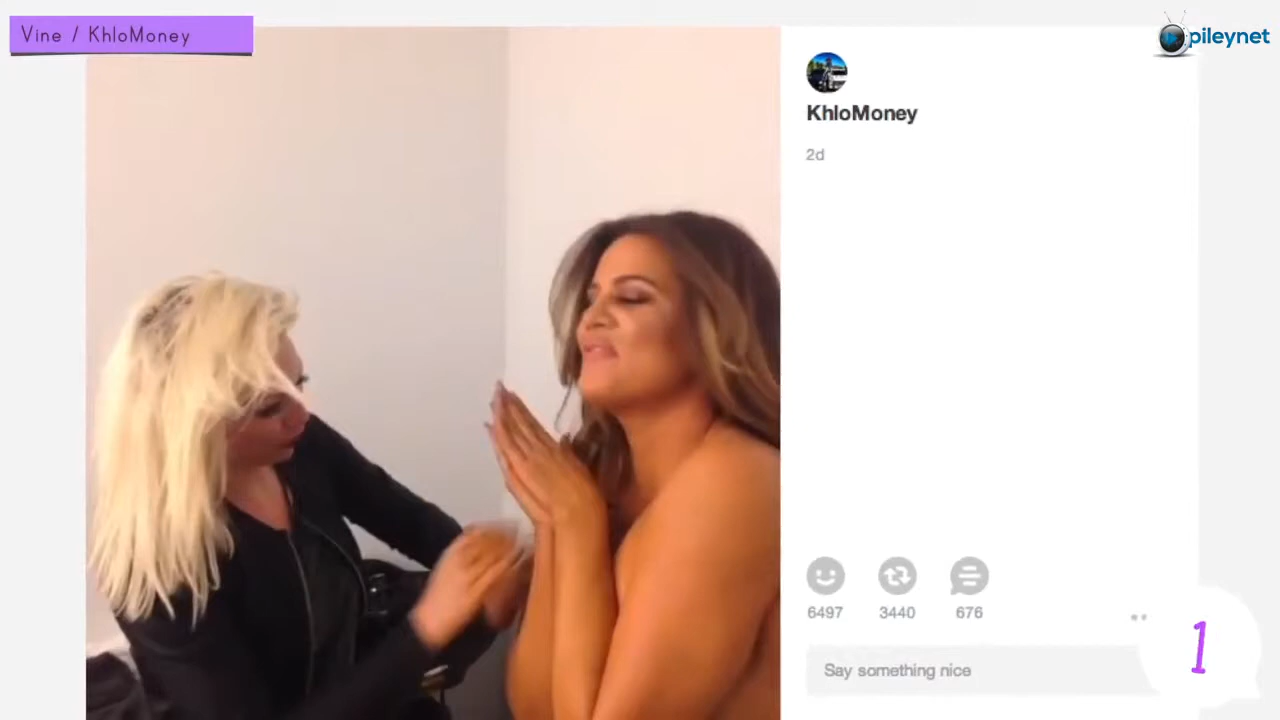 Vine / KhloMoney
pileynet
KhloMoney
2d
6497
3440
676
Say something nice
1